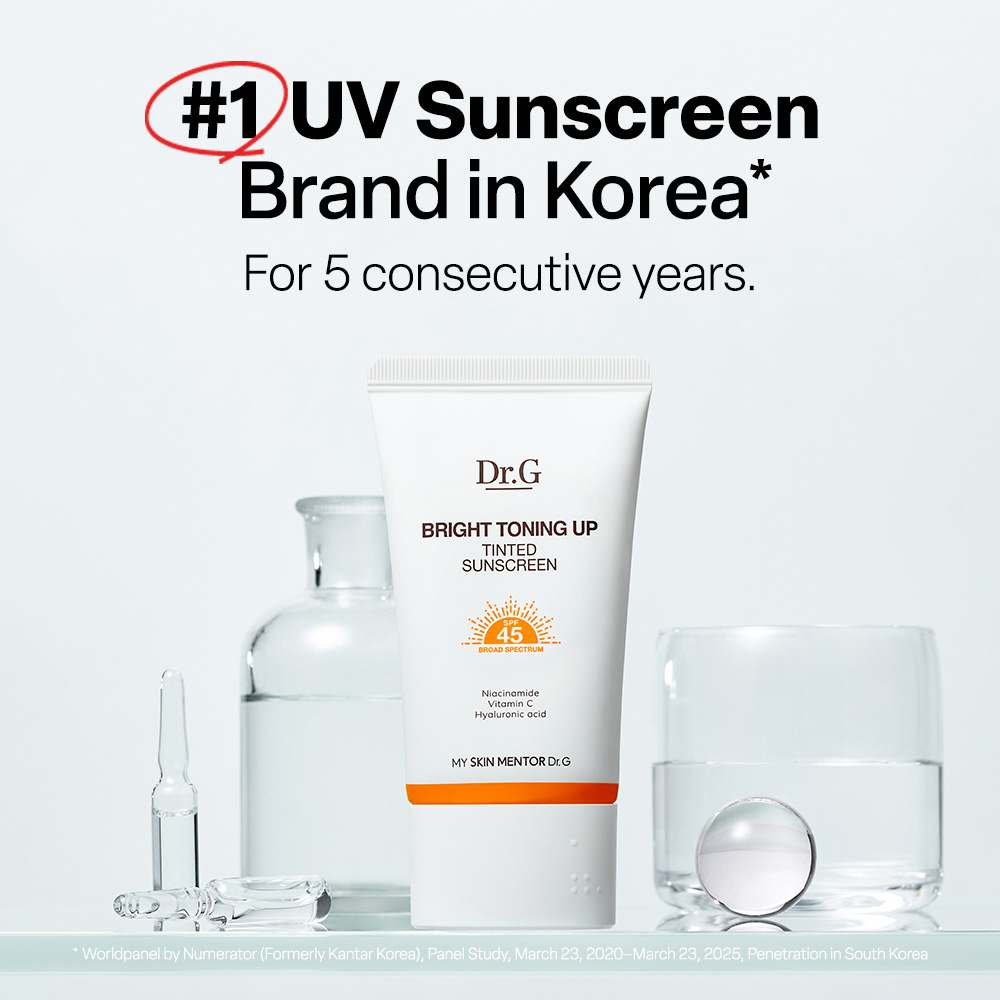 #1 UV Sunscreen
Brand in Korea*
For 5 consecutive years.
Dr.G
BRIGHT TONING UP
TINTED
SUNSCREEN
SPF
45
BROAD SPECTRUM
Niacinamide
Vitamin C
Hyaluronic acid
MY SKIN MENTOR Dr.G
* Worldpanel by Numerator (Formerly Kantar Korea), Panel Study, March 23, 2020–March 23, 2025, Penetration in South Korea